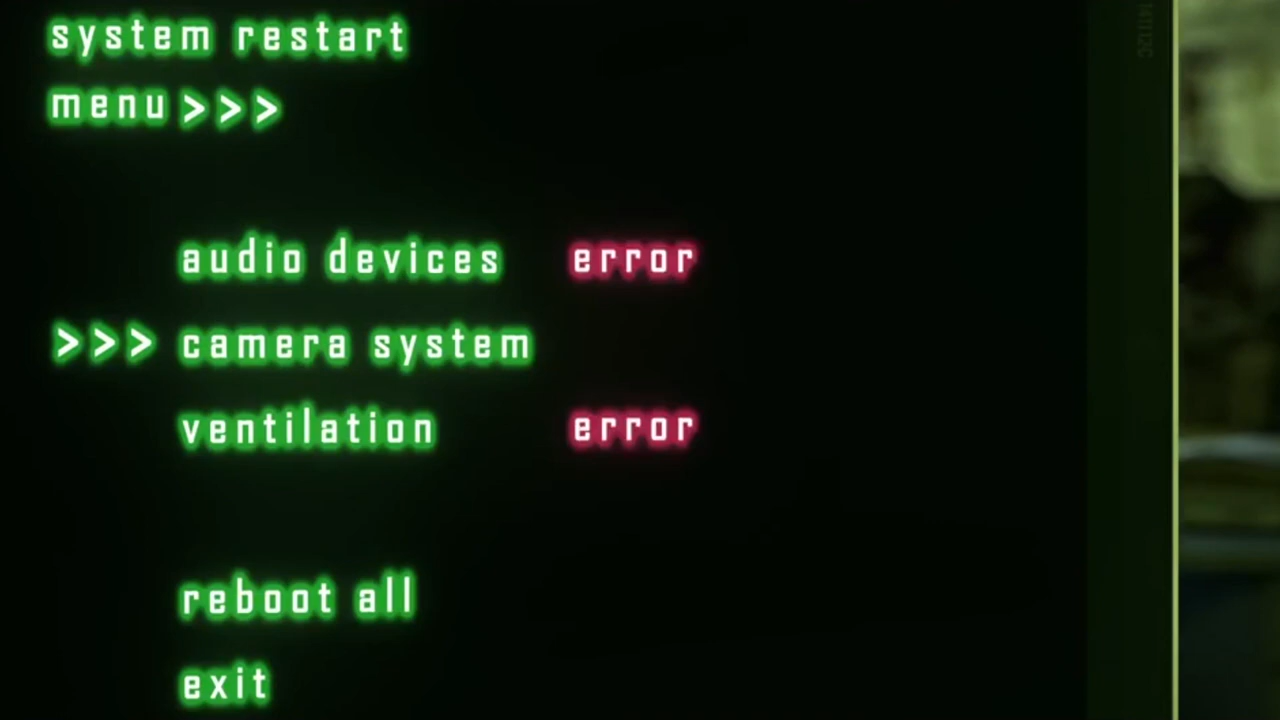 system restart
menu>>>
audio devices error
>>> camera system
ventilation error
reboot all
exit